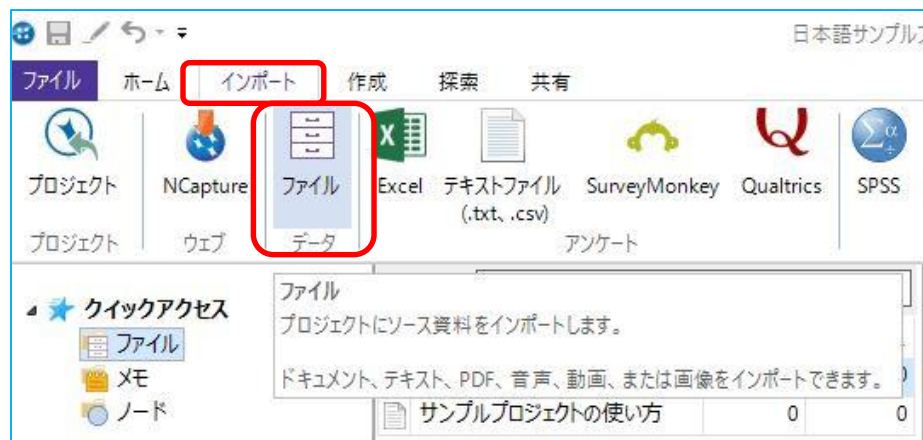 日本語サンプルプ
ファイル ホーム インポート 作成 探索 共有
プロジェクト NCapture ファイル Excel テキストファイル SurveyMonkey Qualtrics SPSS
(.txt、.csv)
プロジェクト ウェブ データ アンケート
クイックアクセス
ファイル
メモ
ノード
ファイル
プロジェクトにソース資料をインポートします。
ドキュメント、テキスト、PDF、音声、動画、または画像をインポートできます。
サンプルプロジェクトの使い方 0 0